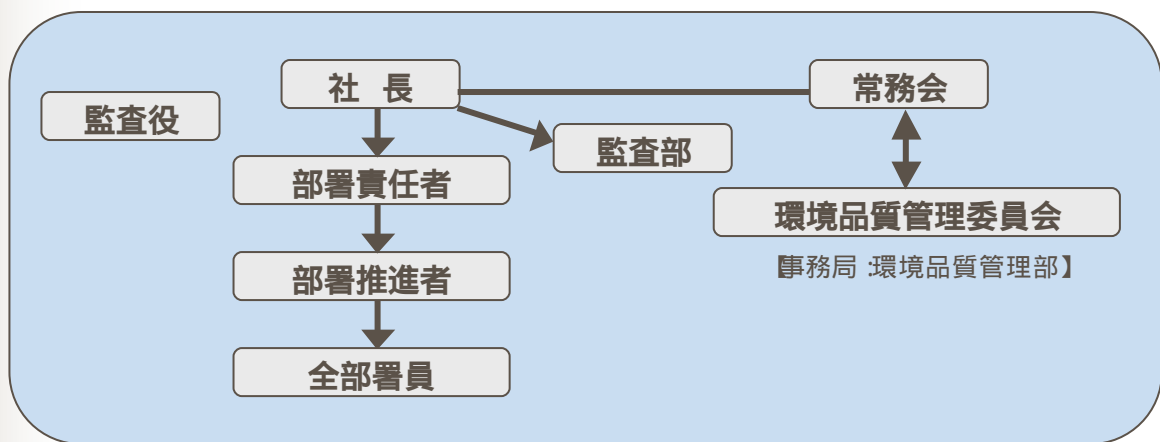 社 長
常務会
監査役
監査部
部署責任者
環境品質管理委員会
【事務局:環境品質管理部】
部署推進者
全部署員